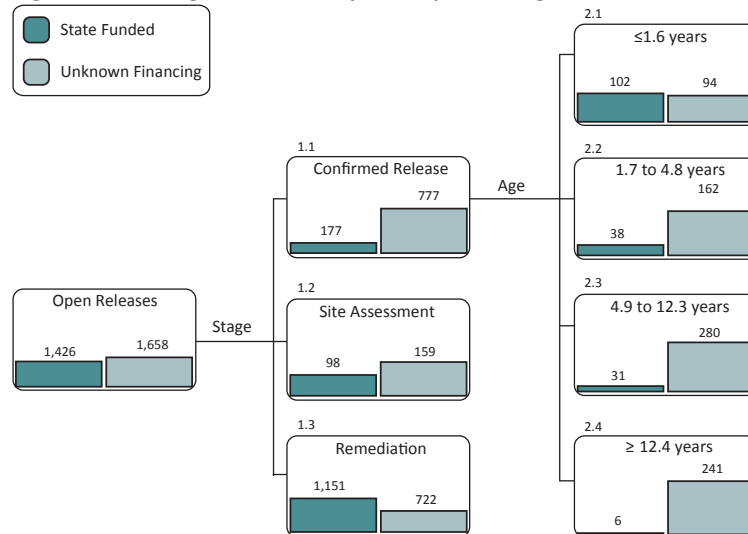 State Funded
Unknown Financing
Open Releases
1,426 1,658
Stage
1.1
Confirmed Release
177 777
1.2
Site Assessment
98 159
1.3
Remediation
1,151 722
Age
2.1
≤1.6 years
102 94
2.2
1.7 to 4.8 years
38 162
2.3
4.9 to 12.3 years
31 280
2.4
≥ 12.4 years
6 241